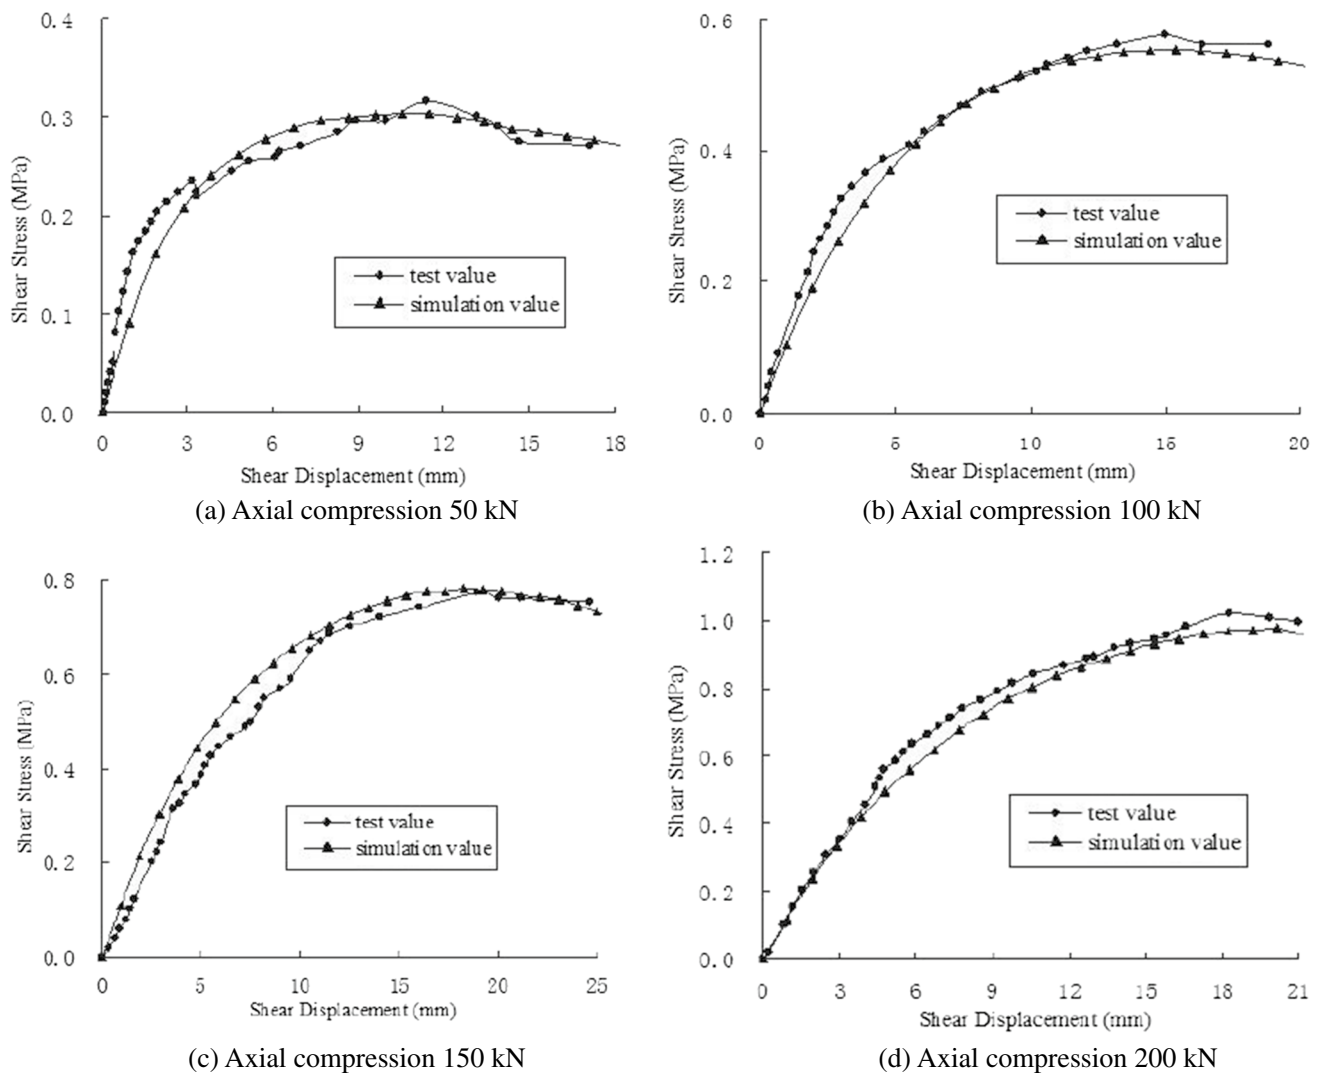 0.4
0.3
0.2
0.1
0.0
Shear Stress (MPa)
test value
simulation value
0 3 6 9 12 15 18
Shear Displacement (mm)
(a) Axial compression 50 kN
0.6
0.4
0.2
0.0
Shear Stress (MPa)
test value
simulation value
0 5 10 15 20
Shear Displacement (mm)
(b) Axial compression 100 kN
0.8
0.6
0.4
0.2
0.0
Shear Stress (MPa)
test value
simulation value
0 5 10 15 20 25
Shear Displacement (mm)
(c) Axial compression 150 kN
1.2
1.0
0.8
0.6
0.4
0.2
0.0
Shear Stress (MPa)
test value
simulation value
0 3 6 9 12 15 18 21
Shear Displacement (mm)
(d) Axial compression 200 kN